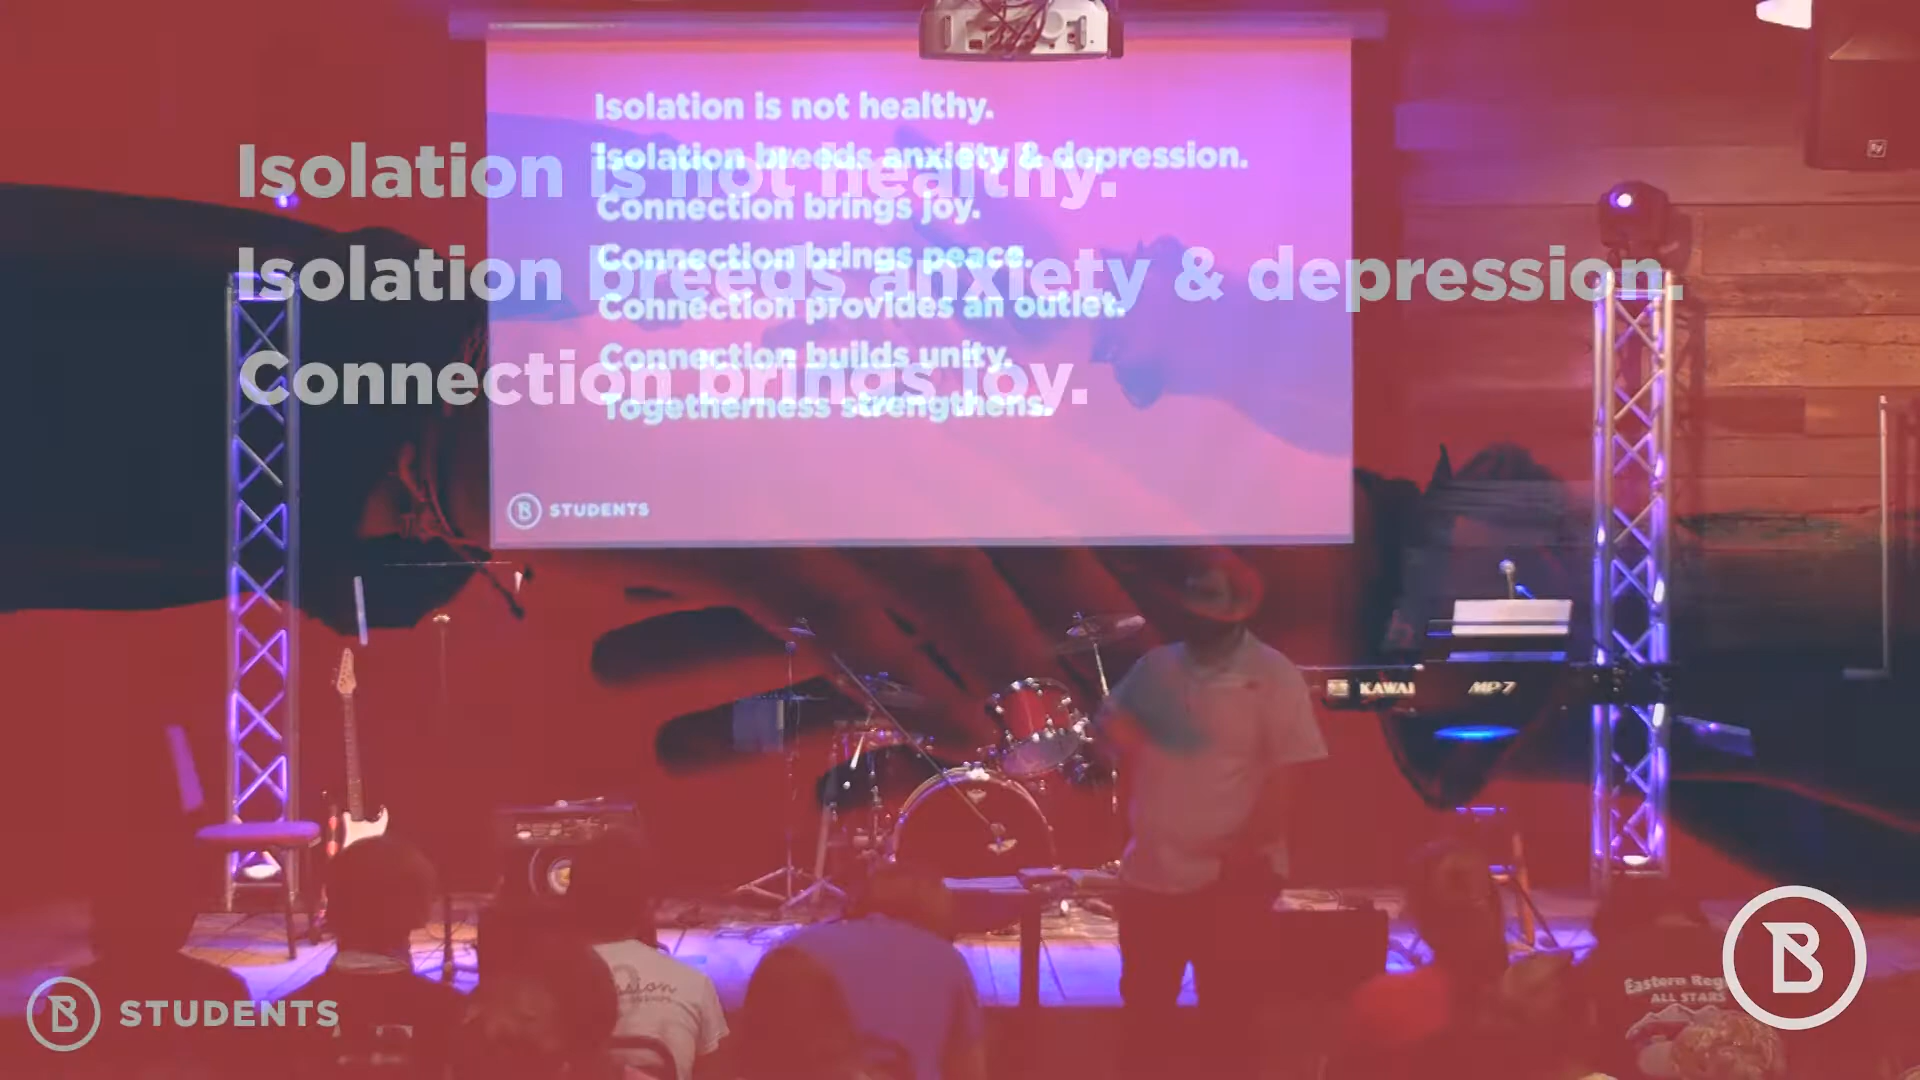 Isolation is not healthy.
Isolation breeds anxiety & depression.
Connection brings joy.
Connection brings peace.
Connection provides an outlet.
Connection builds unity.
Togetherness strengthens.
B STUDENTS
Isolation is not healthy.
Isolation breeds anxiety & depression.
Connection brings joy.
KAWAI MP7
Eastern
ALL STARS
B STUDENTS
B